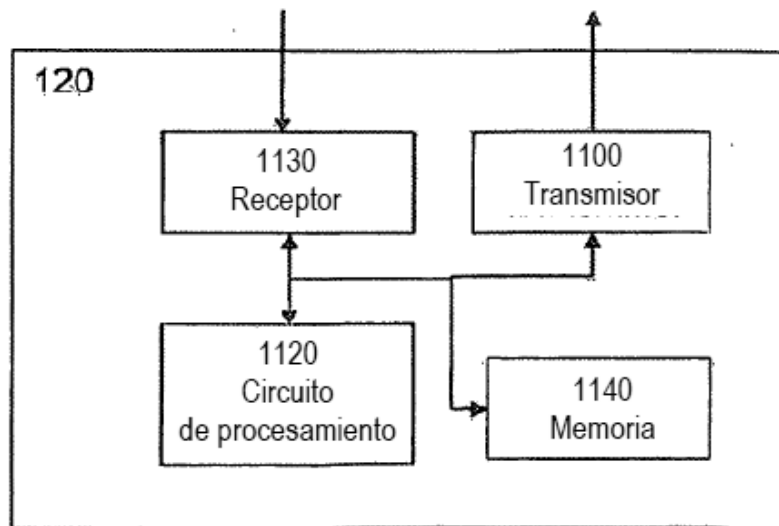 120
1130
Receptor
1100
Transmisor
1120
Circuito
de procesamiento
1140
Memoria